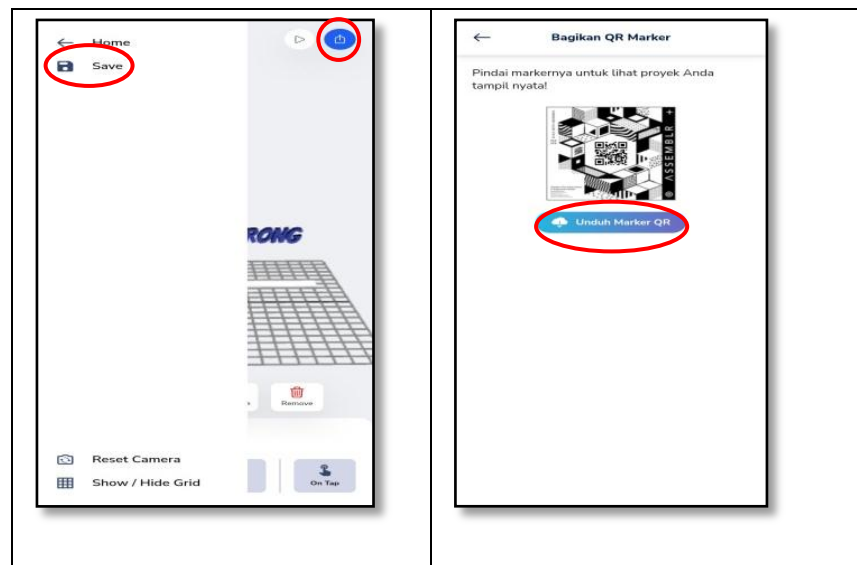 Home
Save
RONG
Remove
Reset Camera
Show / Hide Grid
On Tap
Bagikan QR Marker
Pindai markernya untuk lihat proyek Anda
tampil nyata!
ASSEMBLR
Unduh Marker QR